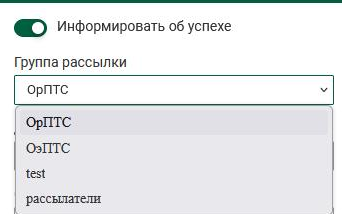 Информировать об успехе
Группа рассылки
ОрПТС
ОрПТС
ОэПТС
test
рассылатели